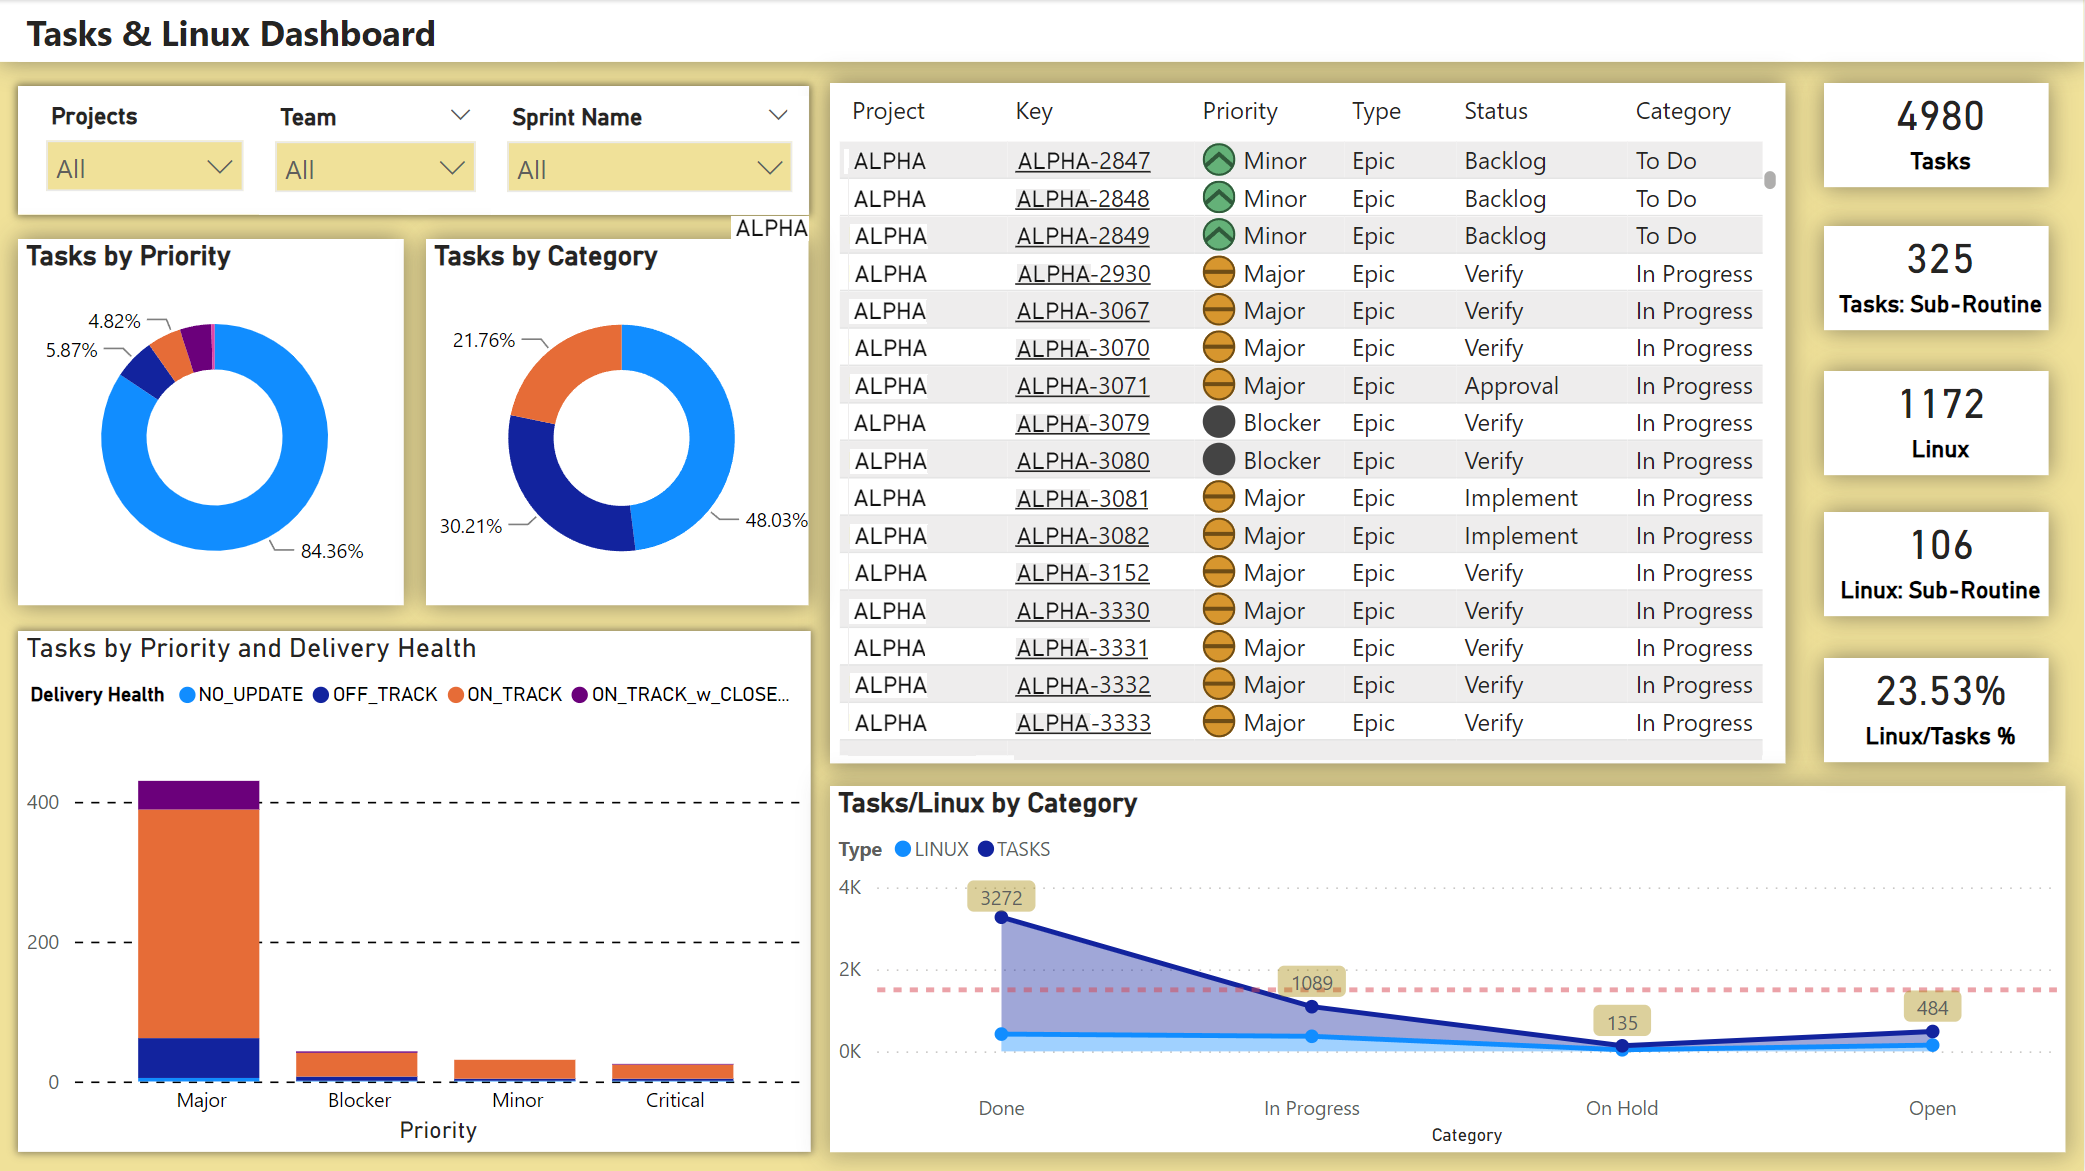 Tasks & Linux Dashboard
Projects
Team
Sprint Name
All
All
All
ALPHA
Tasks by Priority
4.82%
5.87%
84.36%
Tasks by Category
21.76%
30.21%
48.03%
Tasks by Priority and Delivery Health
Delivery Health NO_UPDATE OFF_TRACK ON_TRACK ON_TRACK_w_CLOSE...
400
200
0
Major Blocker Minor Critical
Priority
Project Key Priority Type Status Category
ALPHA ALPHA-2847 Minor Epic Backlog To Do
ALPHA ALPHA-2848 Minor Epic Backlog To Do
ALPHA ALPHA-2849 Minor Epic Backlog To Do
ALPHA ALPHA-2930 Major Epic Verify In Progress
ALPHA ALPHA-3067 Major Epic Verify In Progress
ALPHA ALPHA-3070 Major Epic Verify In Progress
ALPHA ALPHA-3071 Major Epic Approval In Progress
ALPHA ALPHA-3079 Blocker Epic Verify In Progress
ALPHA ALPHA-3080 Blocker Epic Verify In Progress
ALPHA ALPHA-3081 Major Epic Implement In Progress
ALPHA ALPHA-3082 Major Epic Implement In Progress
ALPHA ALPHA-3152 Major Epic Verify In Progress
ALPHA ALPHA-3330 Major Epic Verify In Progress
ALPHA ALPHA-3331 Major Epic Verify In Progress
ALPHA ALPHA-3332 Major Epic Verify In Progress
ALPHA ALPHA-3333 Major Epic Verify In Progress
4980
Tasks
325
Tasks: Sub-Routine
1172
Linux
106
Linux: Sub-Routine
23.53%
Linux/Tasks %
Tasks/Linux by Category
Type LINUX TASKS
4K
2K
0K
3272
1089
135
484
Done In Progress On Hold Open
Category